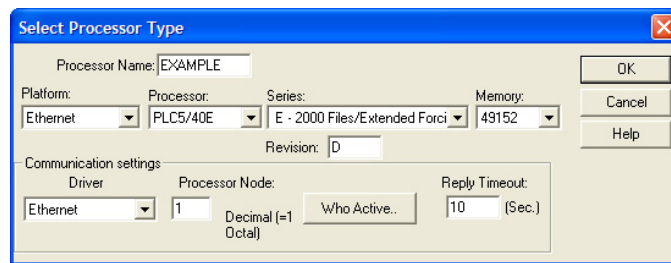 Select Processor Type
Processor Name: EXAMPLE
OK
Platform: Processor: Series: Memory:
Ethernet PLC5/40E E - 2000 Files/Extended Forci 49152
Cancel
Revision: D
Help
Communication settings
Driver Processor Node: Reply Timeout:
Ethernet 1 Decimal (=1 Who Active.. 10 (Sec.)
Octal)